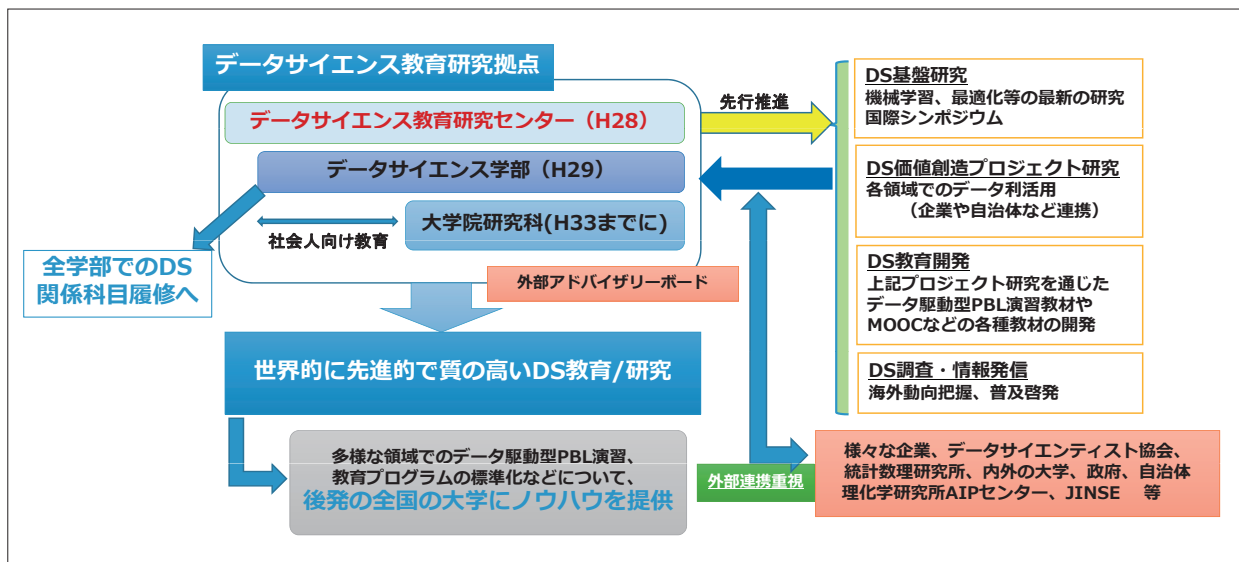 データサイエンス教育研究拠点
データサイエンス教育研究センター（H28）
データサイエンス学部（H29）
大学院研究科(H33までに)
社会人向け教育
全学部でのDS
関係科目履修へ
外部アドバイザリーボード
先行推進
DS基盤研究
機械学習、最適化等の最新の研究
国際シンポジウム
DS価値創造プロジェクト研究
各領域でのデータ利活用
（企業や自治体など連携）
DS教育開発
上記プロジェクト研究を通じた
データ駆動型PBL演習教材や
MOOCなどの各種教材の開発
DS調査・情報発信
海外動向把握、普及啓発
世界的に先進的で質の高いDS教育/研究
多様な領域でのデータ駆動型PBL演習、
教育プログラムの標準化などについて、
後発の全国の大学にノウハウを提供
外部連携重視
様々な企業、データサイエンティスト協会、
統計数理研究所、内外の大学、政府、自治体
理化学研究所AIPセンター、JINSE　等